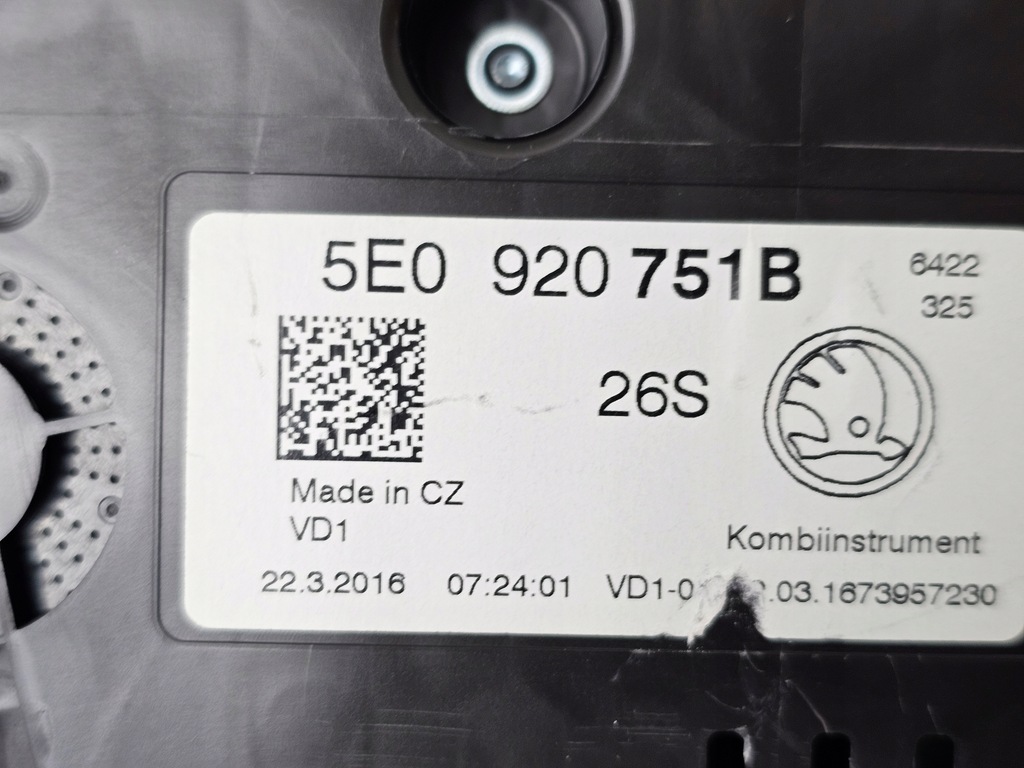 5E0 920 751B
6422
325
26S
Made in CZ
VD1
Kombiinstrument
22.3.2016 07:24:01